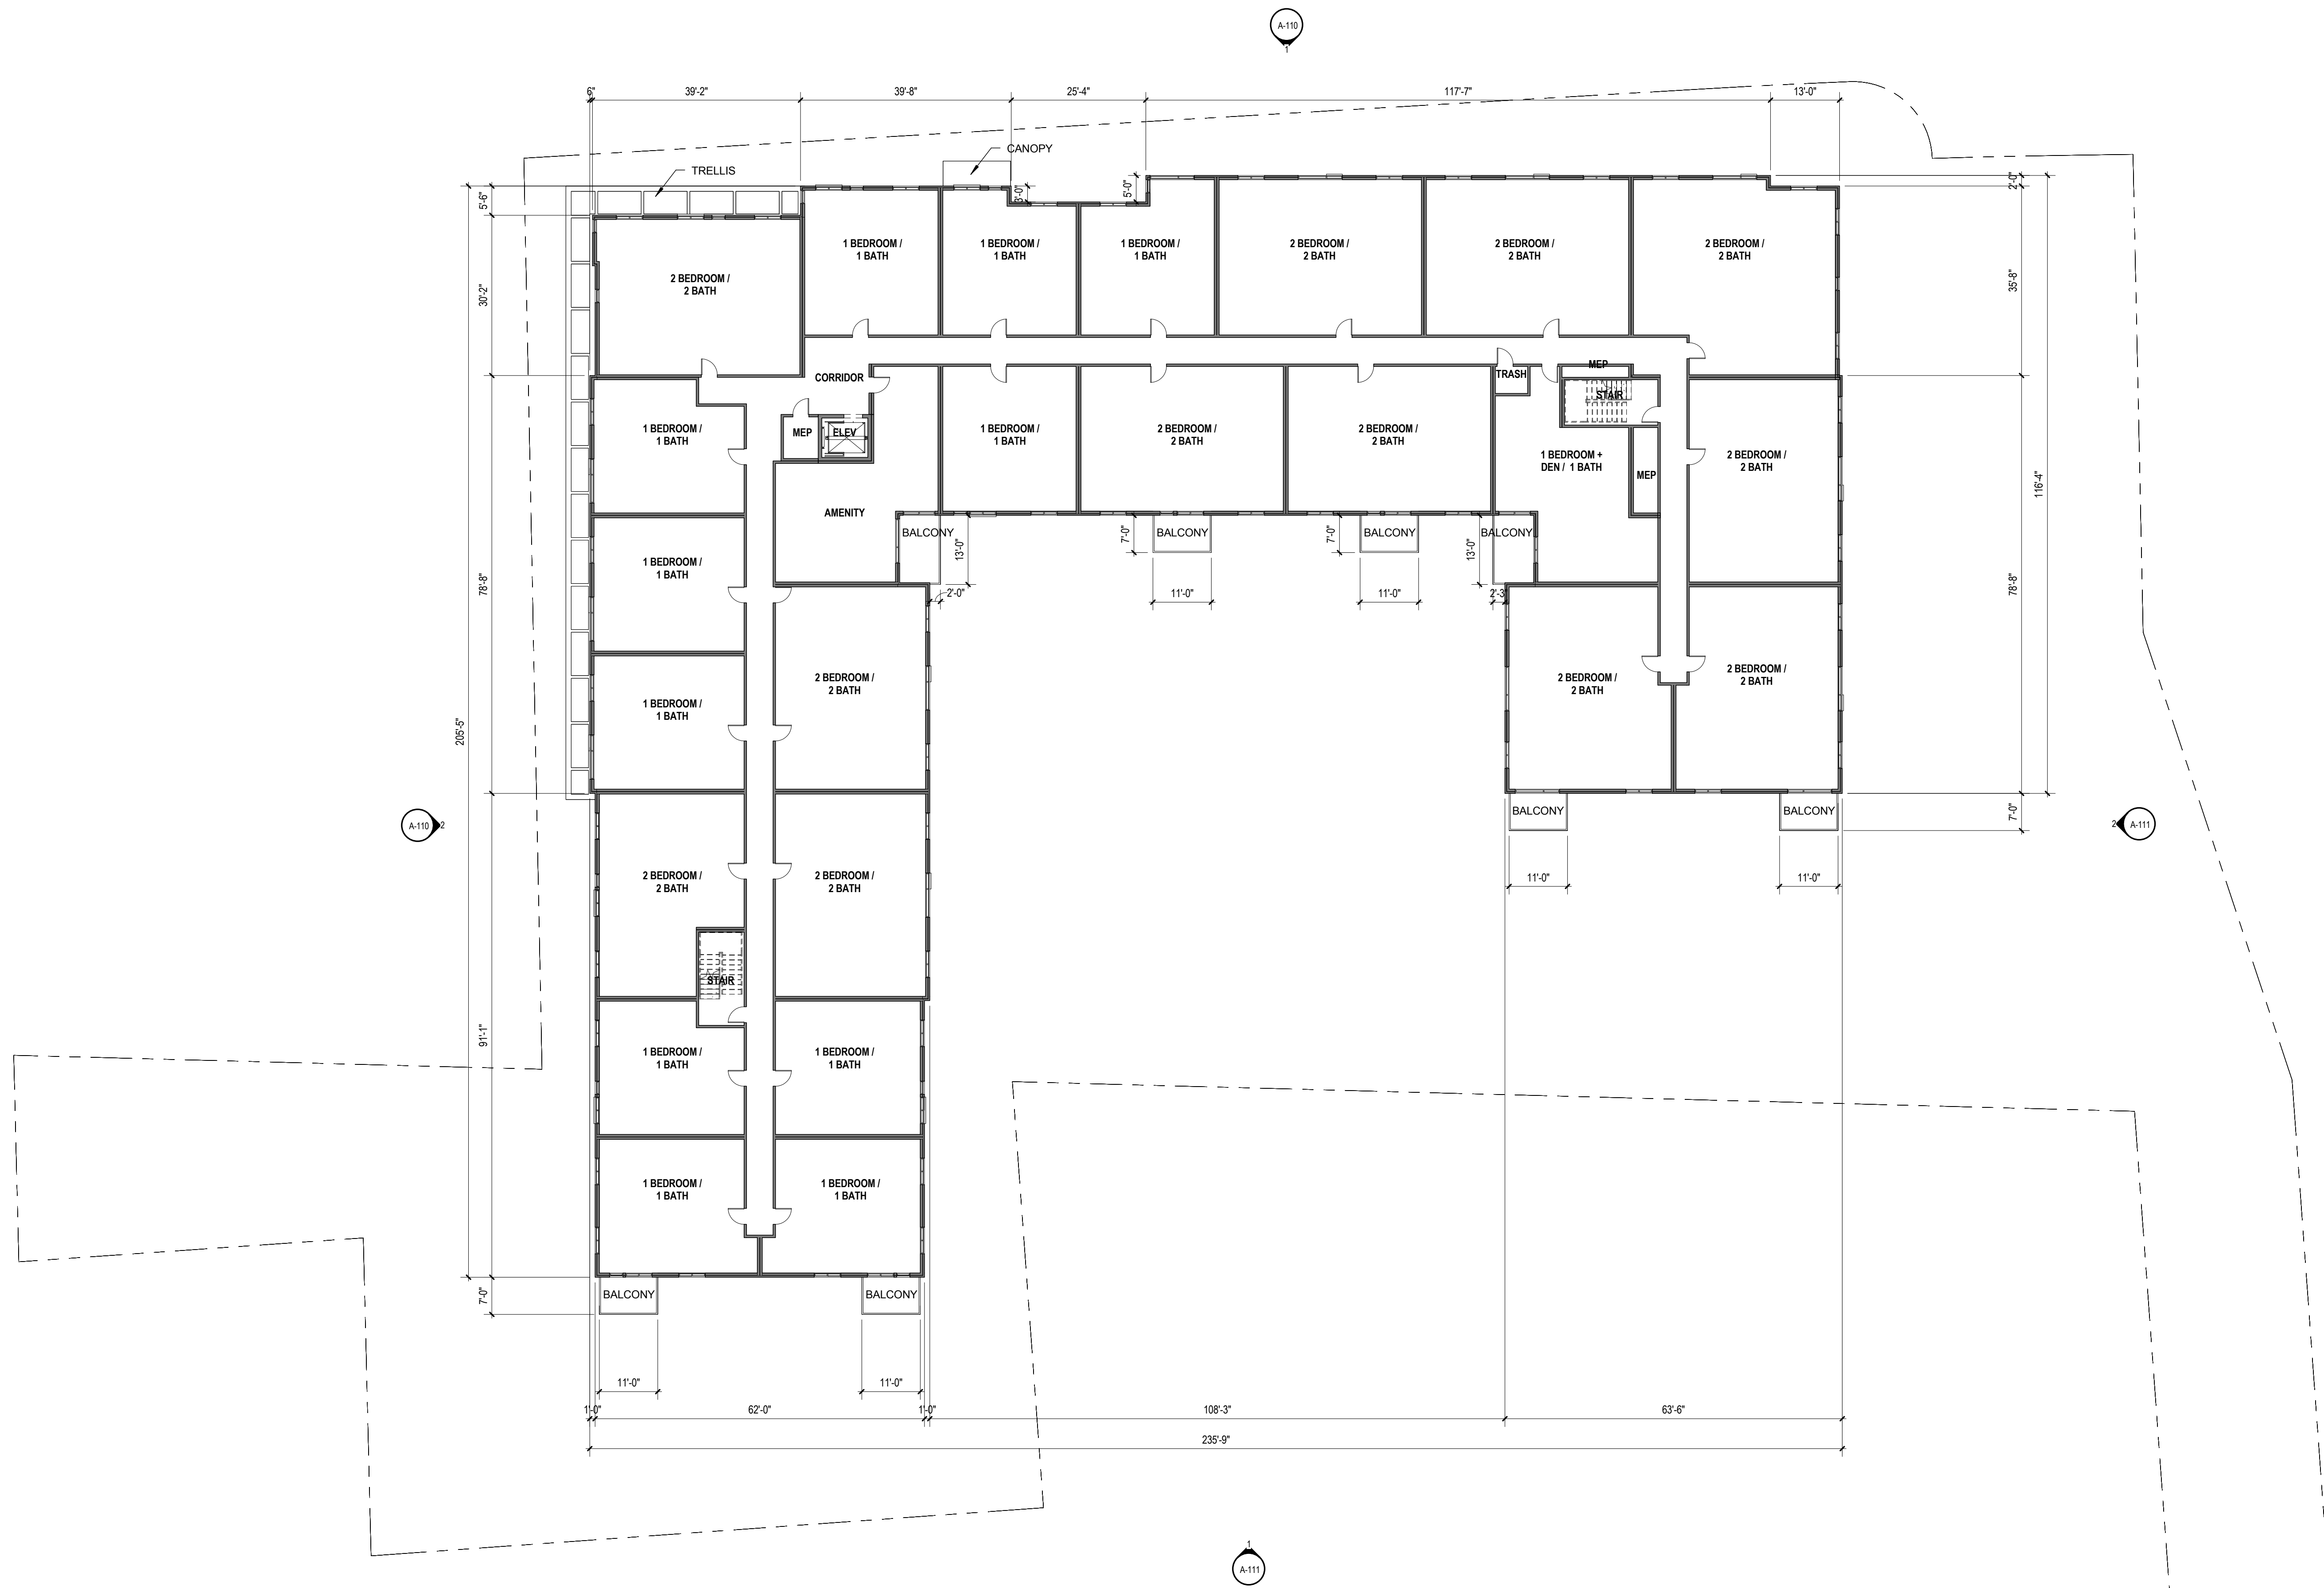 A-110
1
6"
39'-2"
39'-8"
25'-4"
117'-7"
13'-0"
CANOPY
TRELLIS
5'-6"
3'-0"
5'-0"
2'-0"
1 BEDROOM /
1 BATH
1 BEDROOM /
1 BATH
1 BEDROOM /
1 BATH
2 BEDROOM /
2 BATH
2 BEDROOM /
2 BATH
2 BEDROOM /
2 BATH
2 BEDROOM /
2 BATH
30'-2"
35'-8"
CORRIDOR
MEP
TRASH
STAIR
1 BEDROOM /
1 BATH
MEP
ELEV
1 BEDROOM /
1 BATH
2 BEDROOM /
2 BATH
2 BEDROOM /
2 BATH
1 BEDROOM +
DEN / 1 BATH
MEP
2 BEDROOM /
2 BATH
116'-4"
AMENITY
BALCONY
13'-0"
7'-0"
BALCONY
7'-0"
BALCONY
13'-0"
BALCONY
1 BEDROOM /
1 BATH
78'-8"
78'-8"
2'-0"
11'-0"
11'-0"
2'-3"
1 BEDROOM /
1 BATH
2 BEDROOM /
2 BATH
2 BEDROOM /
2 BATH
2 BEDROOM /
2 BATH
205'-5"
BALCONY
BALCONY
7'-0"
A-110
2
2
A-111
2 BEDROOM /
2 BATH
2 BEDROOM /
2 BATH
11'-0"
11'-0"
STAIR
91'-1"
1 BEDROOM /
1 BATH
1 BEDROOM /
1 BATH
1 BEDROOM /
1 BATH
1 BEDROOM /
1 BATH
7'-0"
BALCONY
BALCONY
11'-0"
11'-0"
1'-0"
62'-0"
1'-0"
108'-3"
63'-6"
235'-9"
1
A-111